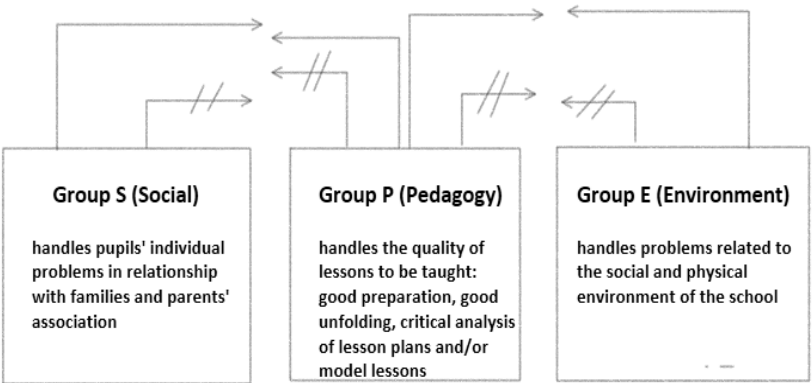 Group S (Social)
handles pupils' individual
problems in relationship
with families and parents'
association
Group P (Pedagogy)
handles the quality of
lessons to be taught:
good preparation, good
unfolding, critical analysis
of lesson plans and/or
model lessons
Group E (Environment)
handles problems related to
the social and physical
environment of the school